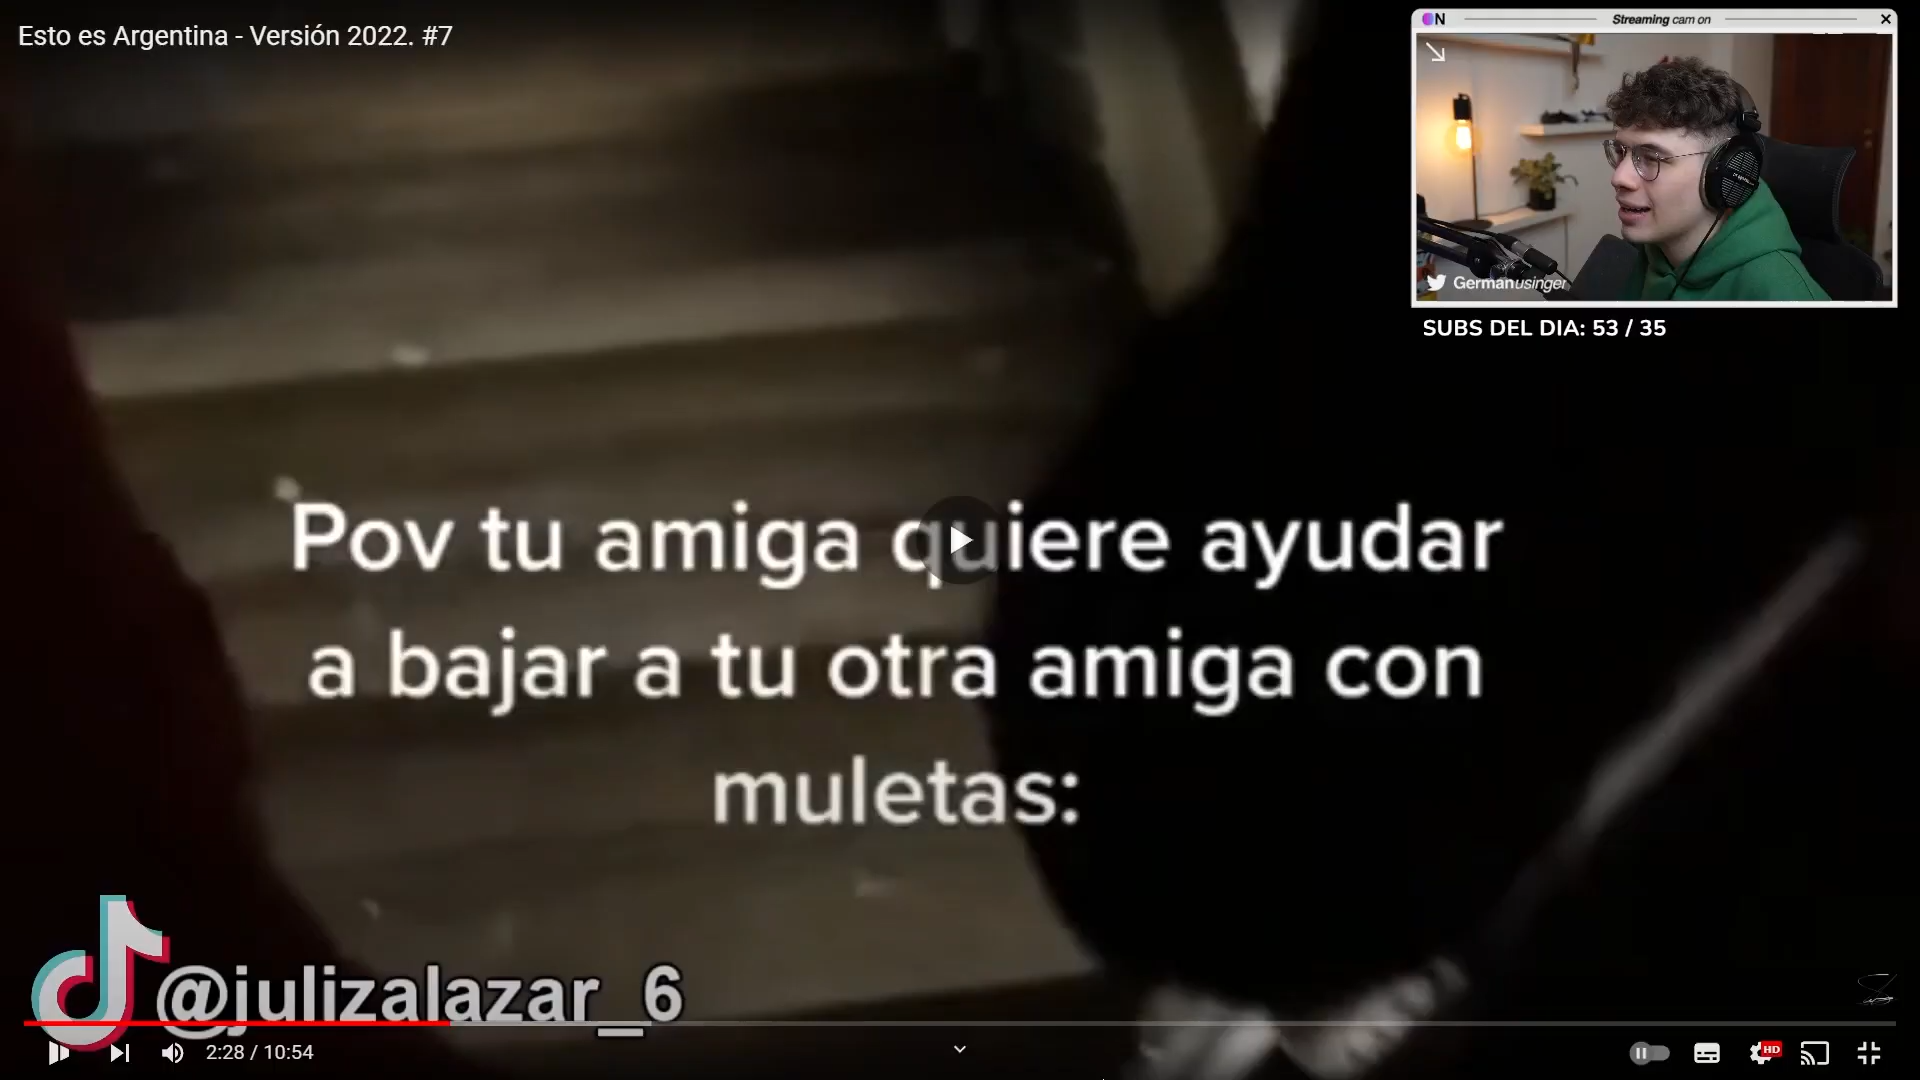 Esto es Argentina - Versión 2022. #7
ON
Streaming cam on
Germanusinger
SUBS DEL DIA: 53 / 35
Pov tu amiga quiere ayudar
a bajar a tu otra amiga con
muletas:
@julizalazar_6
2:28 / 10:54
HD